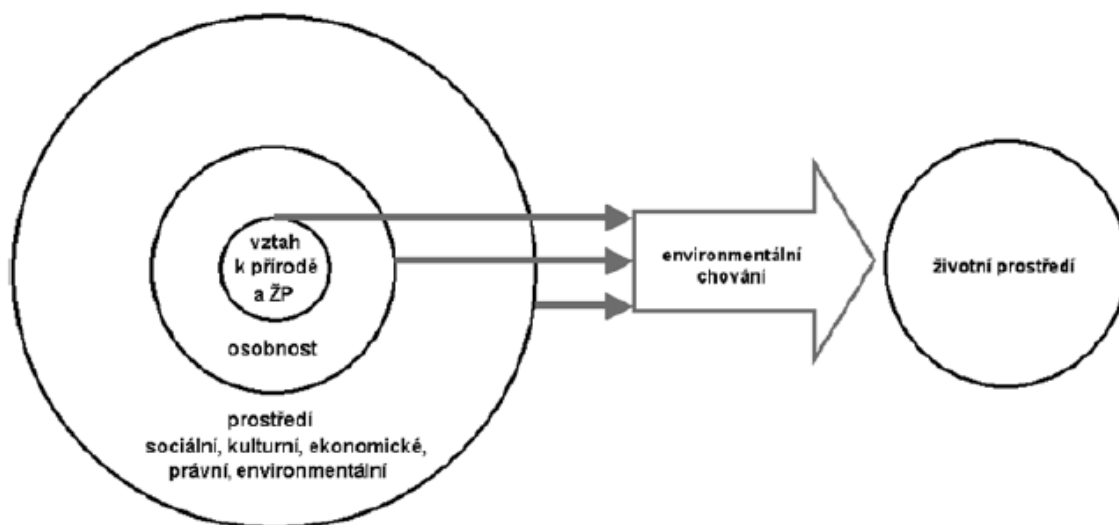 vztah
k přírodě
a ŽP
osobnost
prostředí
sociální, kulturní, ekonomické,
právní, environmentální
environmentální
chování
životní prostředí